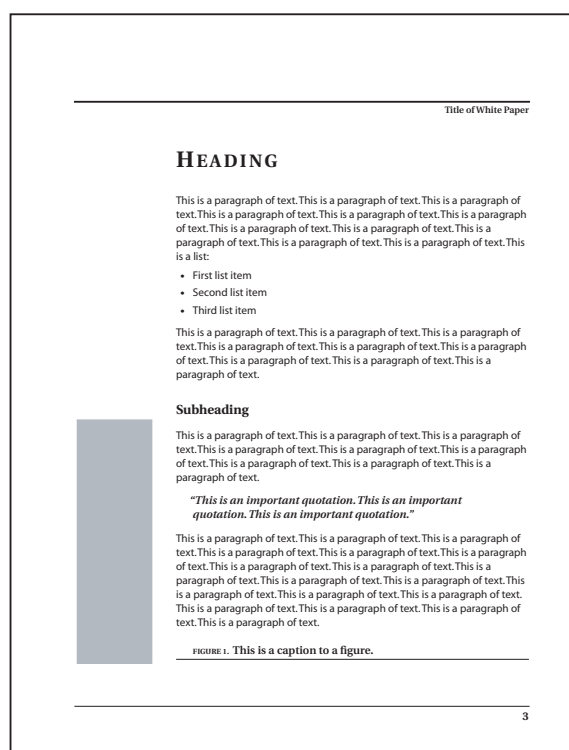 Title of White Paper
HEADING
This is a paragraph of text. This is a paragraph of text. This is a paragraph of
text. This is a paragraph of text. This is a paragraph of text. This is a paragraph
of text. This is a paragraph of text. This is a paragraph of text. This is a
paragraph of text. This is a paragraph of text. This is a paragraph of text. This
is a list:
• First list item
• Second list item
• Third list item
This is a paragraph of text. This is a paragraph of text. This is a paragraph of
text. This is a paragraph of text. This is a paragraph of text. This is a paragraph
of text. This is a paragraph of text. This is a paragraph of text. This is a
paragraph of text.
Subheading
This is a paragraph of text. This is a paragraph of text. This is a paragraph of
text. This is a paragraph of text. This is a paragraph of text. This is a paragraph
of text. This is a paragraph of text. This is a paragraph of text. This is a
paragraph of text.
“This is an important quotation. This is an important
quotation. This is an important quotation.”
This is a paragraph of text. This is a paragraph of text. This is a paragraph of
text. This is a paragraph of text. This is a paragraph of text. This is a paragraph
of text. This is a paragraph of text. This is a paragraph of text. This is a
paragraph of text. This is a paragraph of text. This is a paragraph of text. This
is a paragraph of text. This is a paragraph of text. This is a paragraph of text.
This is a paragraph of text. This is a paragraph of text. This is a paragraph of
text. This is a paragraph of text.
FIGURE 1. This is a caption to a figure.
3